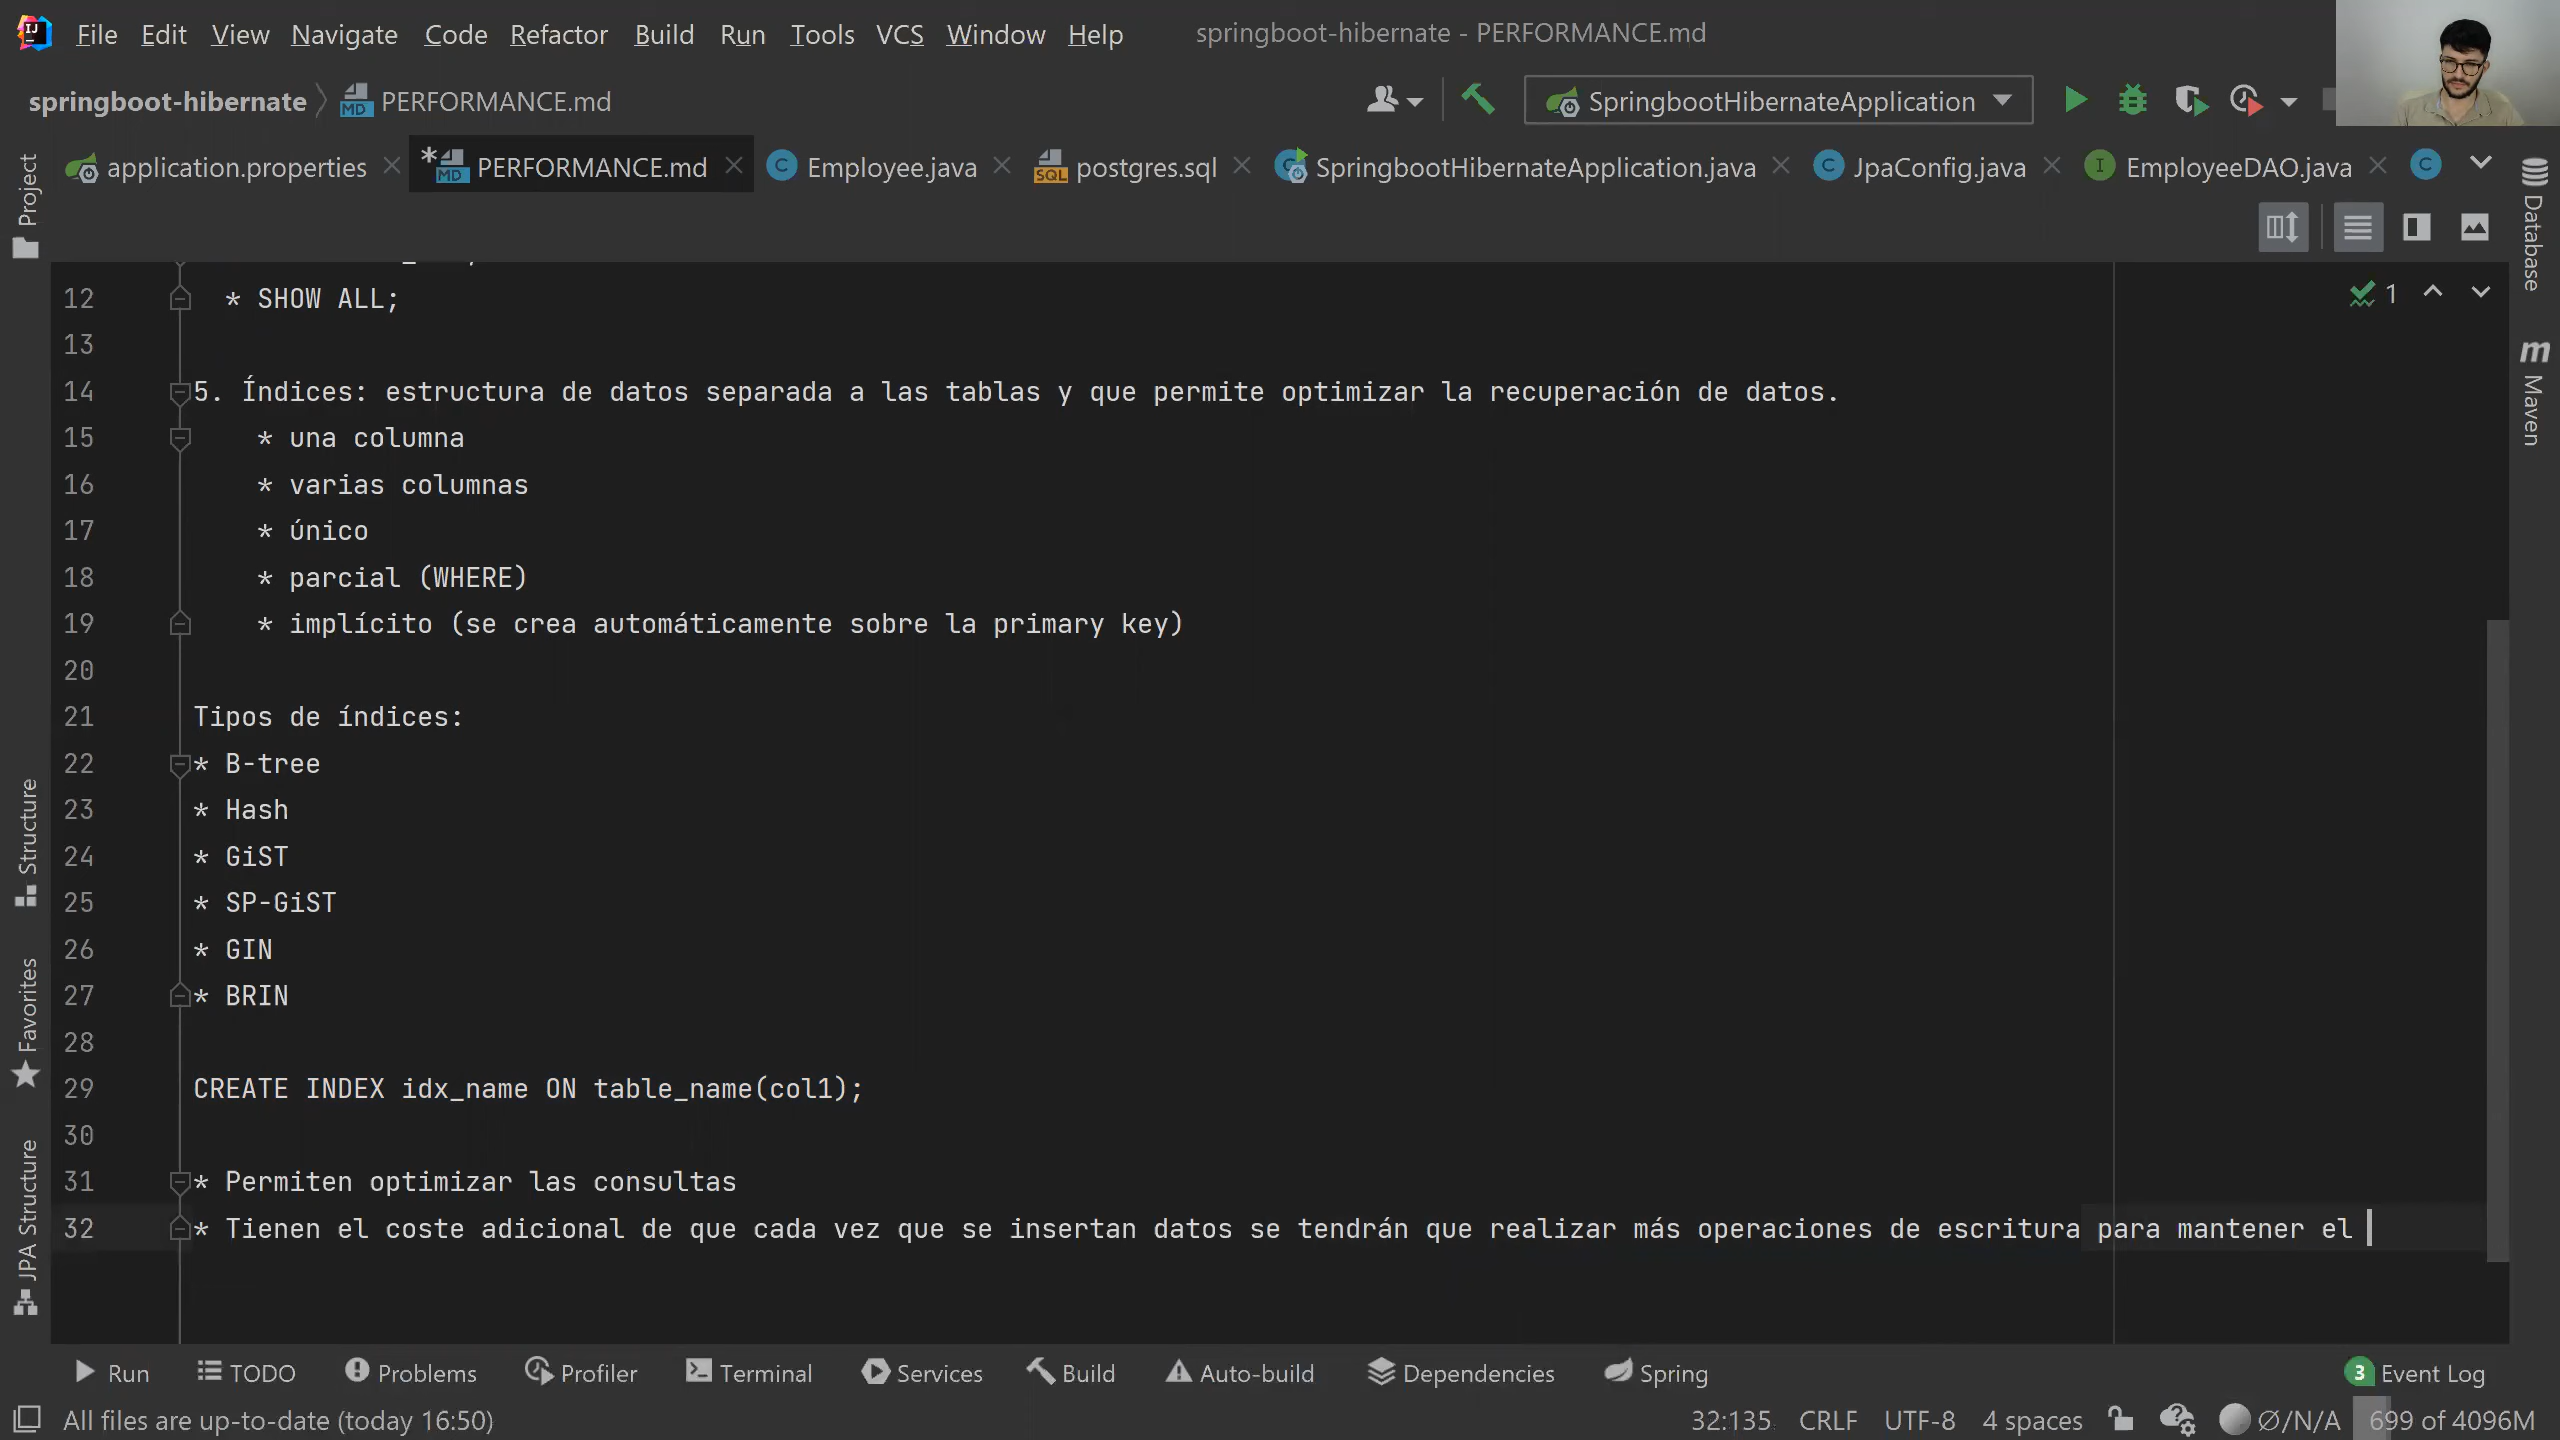 File Edit View Navigate Code Refactor Build Run Tools VCS Window Help springboot-hibernate - PERFORMANCE.md
springboot-hibernate PERFORMANCE.md SpringbootHibernateApplication
application.properties * PERFORMANCE.md Employee.java postgres.sql SpringbootHibernateApplication.java JpaConfig.java EmployeeDAO.java
Project
Structure
Favorites
JPA Structure
Database
Maven
1
12 * SHOW ALL;
13
14 5. Índices: estructura de datos separada a las tablas y que permite optimizar la recuperación de datos.
15 * una columna
16 * varias columnas
17 * único
18 * parcial (WHERE)
19 * implícito (se crea automáticamente sobre la primary key)
20
21 Tipos de índices:
22 * B-tree
23 * Hash
24 * GiST
25 * SP-GiST
26 * GIN
27 * BRIN
28
29 CREATE INDEX idx_name ON table_name(col1);
30
31 * Permiten optimizar las consultas
32 * Tienen el coste adicional de que cada vez que se insertan datos se tendrán que realizar más operaciones de escritura para mantener el
Run TODO Problems Profiler Terminal Services Build Auto-build Dependencies Spring 3 Event Log
All files are up-to-date (today 16:50) 32:135 CRLF UTF-8 4 spaces Ø/N/A 699 of 4096M